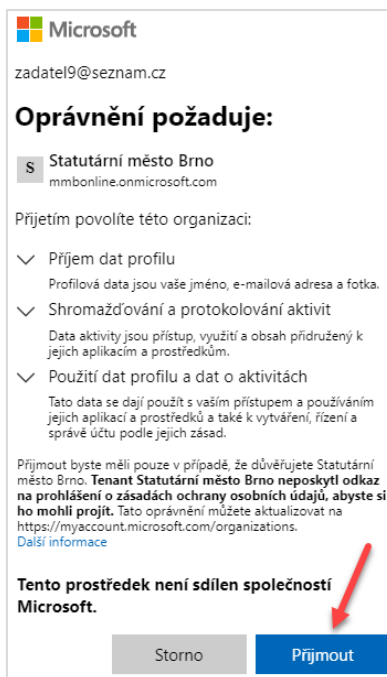 Microsoft
zadatel9@seznam.cz
Oprávnění požaduje:
S
Statutární město Brno
mmbonline.onmicrosoft.com
Přijetím povolíte této organizaci:
Příjem dat profilu
Profilová data jsou vaše jméno, e-mailová adresa a fotka.
Shromažďování a protokolování aktivit
Data aktivity jsou přístup, využití a obsah přidružený k
jejich aplikacím a prostředkům.
Použití dat profilu a dat o aktivitách
Tato data se dají použít s vaším přístupem a používáním
jejich aplikací a prostředků a také k vytváření, řízení a
správě účtu podle jejich zásad.
Přijmout byste měli pouze v případě, že důvěřujete Statutární
město Brno. Tenant Statutární město Brno neposkytl odkaz
na prohlášení o zásadách ochrany osobních údajů, abyste si
ho mohli projít. Tato oprávnění můžete aktualizovat na
https://myaccount.microsoft.com/organizations.
Další informace
Tento prostředek není sdílen společností
Microsoft.
Storno
Přijmout